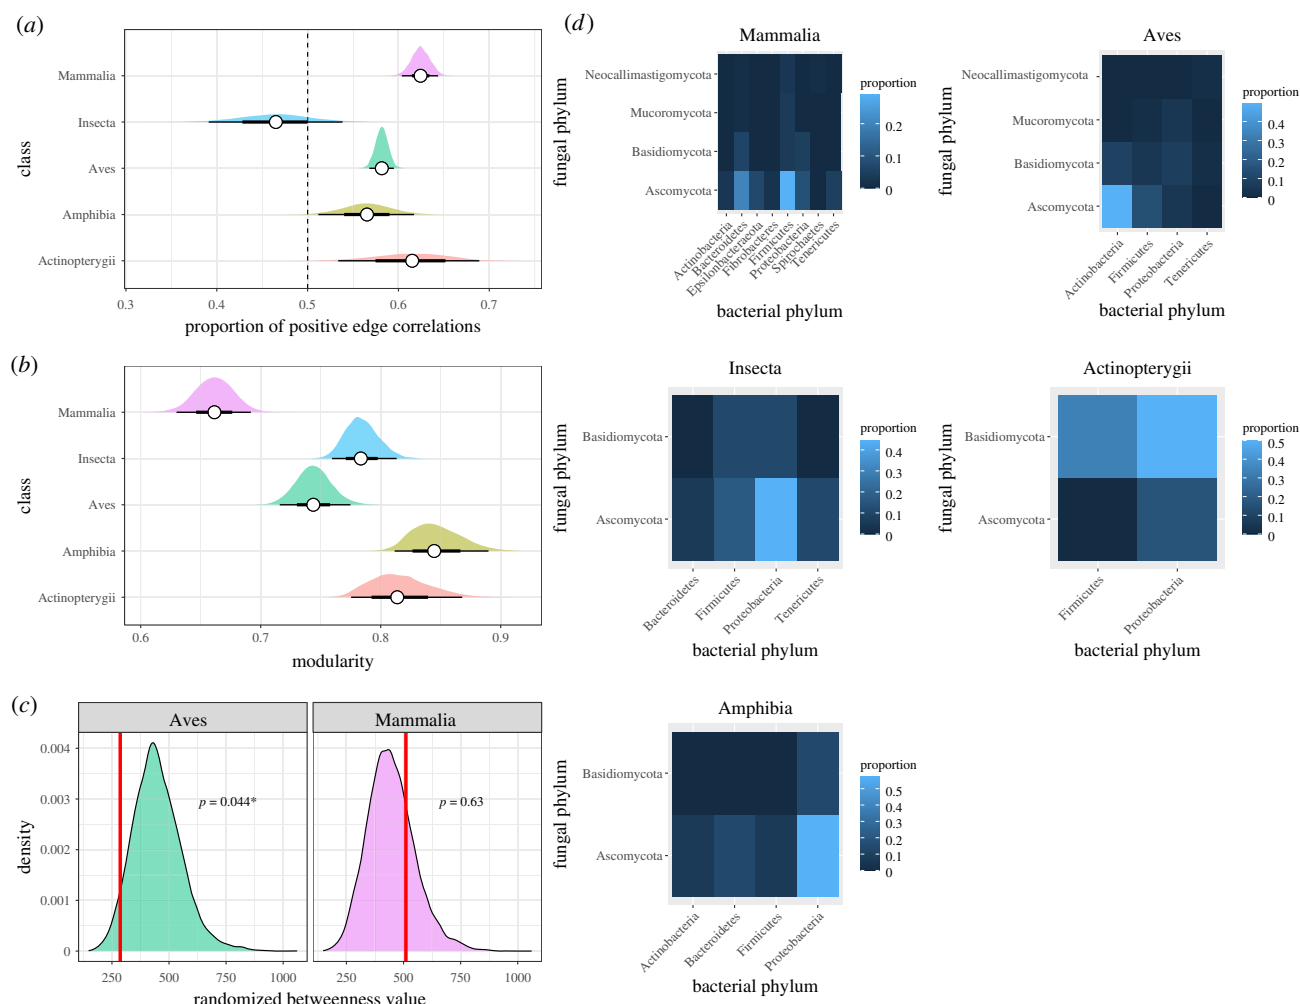 (a)
class
Mammalia
Insecta
Aves
Amphibia
Actinopterygii
0.3 0.4 0.5 0.6 0.7
proportion of positive edge correlations
(b)
class
Mammalia
Insecta
Aves
Amphibia
Actinopterygii
0.6 0.7 0.8 0.9
modularity
(c)
Aves Mammalia
density
0.004
0.003
0.002
0.001
0
p = 0.044*
p = 0.63
250 500 750 1000 250 500 750 1000
randomized betweenness value
(d)
Mammalia
fungal phylum
Neocallimastigomycota
Mucoromycota
Basidiomycota
Ascomycota
Actinobacteria
Bacteroidetes
Epsilonbacteraeota
Fibrobacteres
Firmicutes
Proteobacteria
Spirochaetes
Tenericutes
bacterial phylum
proportion
0.2
0.1
0
Aves
fungal phylum
Neocallimastigomycota
Mucoromycota
Basidiomycota
Ascomycota
Actinobacteria
Firmicutes
Proteobacteria
Tenericutes
bacterial phylum
proportion
0.4
0.3
0.2
0.1
0
Insecta
fungal phylum
Basidiomycota
Ascomycota
Bacteroidetes
Firmicutes
Proteobacteria
Tenericutes
bacterial phylum
proportion
0.4
0.3
0.2
0.1
0
Actinopterygii
fungal phylum
Basidiomycota
Ascomycota
Firmicutes
Proteobacteria
bacterial phylum
proportion
0.5
0.4
0.3
0.2
0.1
0
Amphibia
fungal phylum
Basidiomycota
Ascomycota
Actinobacteria
Bacteroidetes
Firmicutes
Proteobacteria
bacterial phylum
proportion
0.5
0.4
0.3
0.2
0.1
0